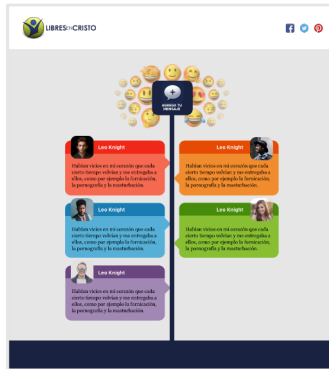 LIBRESENCRISTO
AGREGA TU
MENSAJE
Leo Knight
Habían vicios en mi corazón que cada
cierto tiempo volvían y me entregaba a
ellos, como por ejemplo la fornicación,
la pornografía y la masturbación.
Leo Knight
Habían vicios en mi corazón que cada
cierto tiempo volvían y me entregaba a
ellos, como por ejemplo la fornicación,
la pornografía y la masturbación.
Leo Knight
Habían vicios en mi corazón que cada
cierto tiempo volvían y me entregaba a
ellos, como por ejemplo la fornicación,
la pornografía y la masturbación.
Leo Knight
Habían vicios en mi corazón que cada
cierto tiempo volvían y me entregaba a
ellos, como por ejemplo la fornicación,
la pornografía y la masturbación.
Leo Knight
Habían vicios en mi corazón que cada
cierto tiempo volvían y me entregaba a
ellos, como por ejemplo la fornicación,
la pornografía y la masturbación.